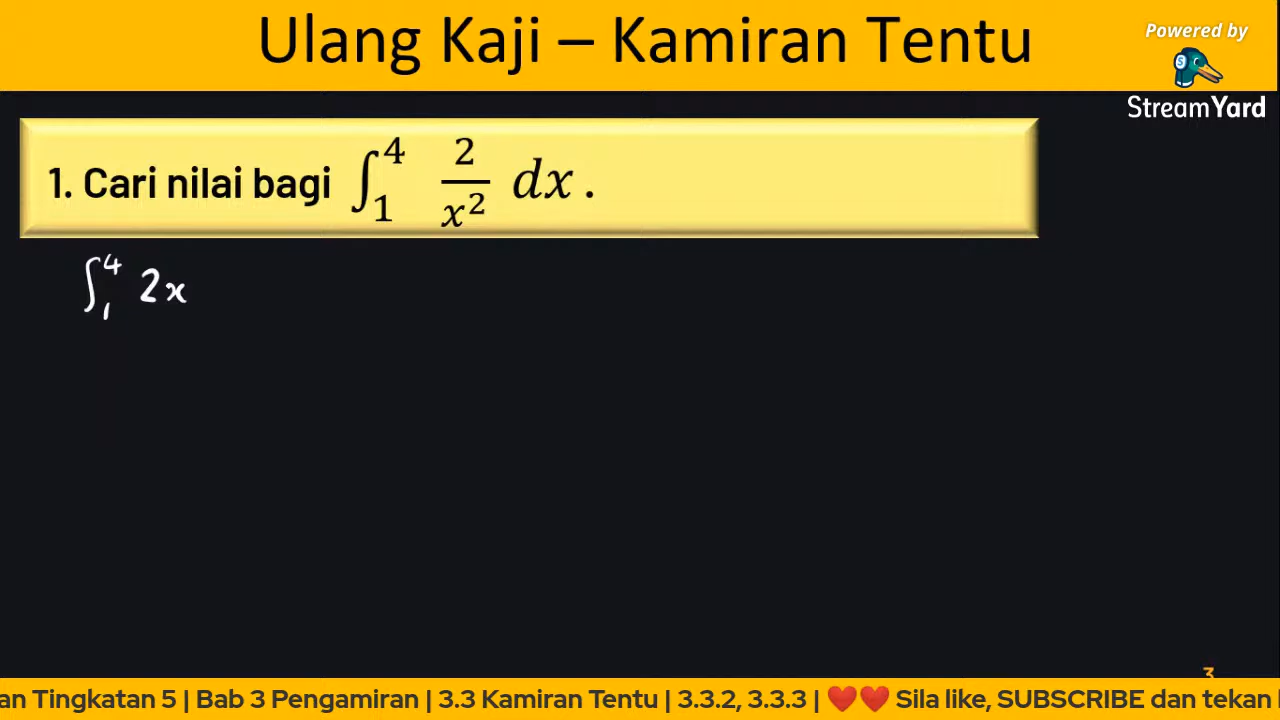 Ulang Kaji – Kamiran Tentu
Powered by
StreamYard
1. Cari nilai bagi ∫₁⁴ 2/x² dx .
∫₁⁴ 2x
3
an Tingkatan 5 | Bab 3 Pengamiran | 3.3 Kamiran Tentu | 3.3.2, 3.3.3 | ❤️❤️ Sila like, SUBSCRIBE dan tekan